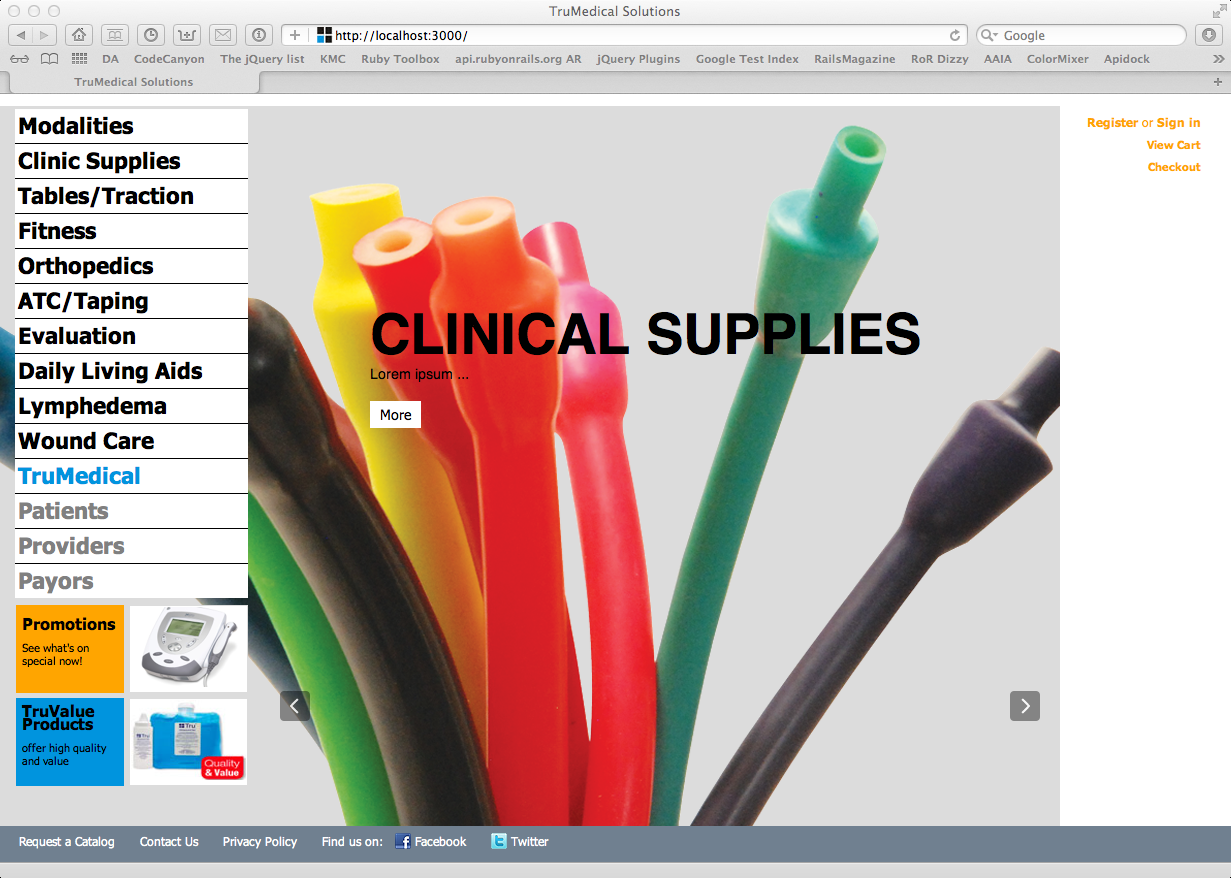 TruMedical Solutions
http://localhost:3000/
Google
DA CodeCanyon The jQuery list KMC Ruby Toolbox api.rubyonrails.org AR jQuery Plugins Google Test Index RailsMagazine RoR Dizzy AAIA ColorMixer Apidock
TruMedical Solutions
Register or Sign in
View Cart
Checkout
Modalities
Clinic Supplies
Tables/Traction
Fitness
Orthopedics
ATC/Taping
Evaluation
Daily Living Aids
Lymphedema
Wound Care
TruMedical
Patients
Providers
Payors
CLINICAL SUPPLIES
Lorem ipsum ...
More
Promotions
See what's on
special now!
TruValue
Products
offer high quality
and value
Tru
Quality
& Value
Request a Catalog Contact Us Privacy Policy Find us on: Facebook Twitter